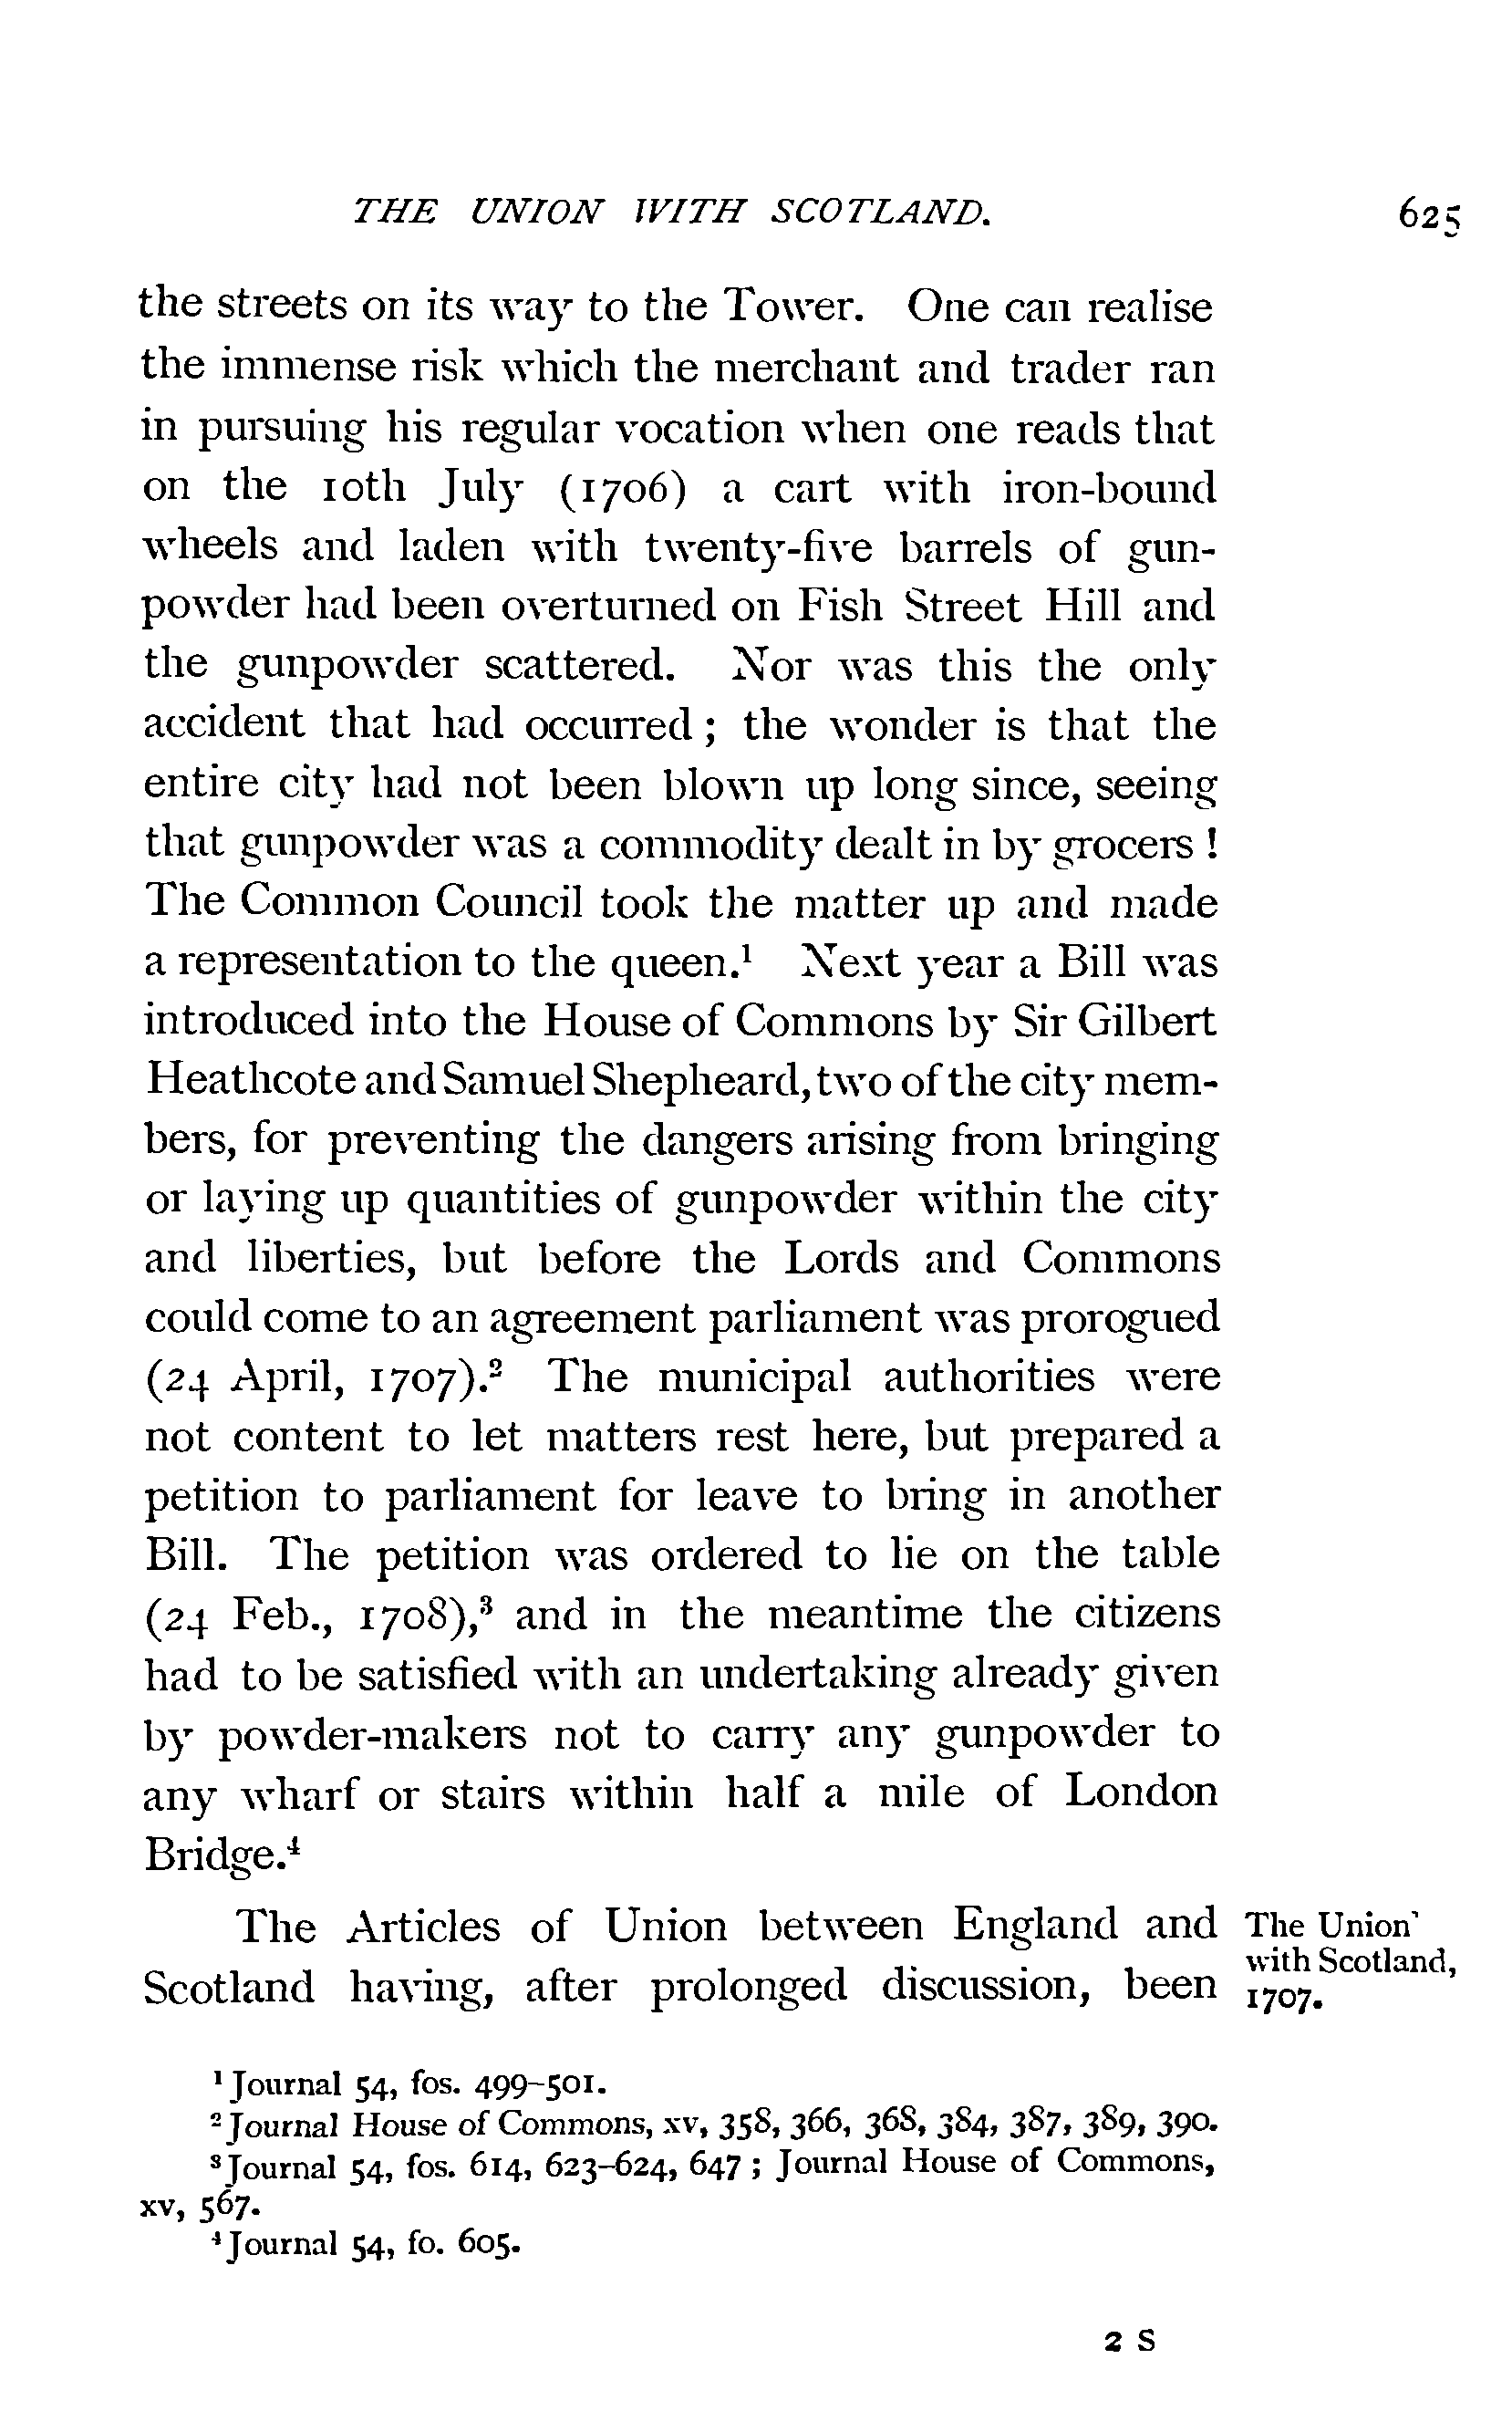 THE UNION WITH SCOTLAND. 625
the streets on its way to the Tower. One can realise
the immense risk which the merchant and trader ran
in pursuing his regular vocation when one reads that
on the 10th July (1706) a cart with iron-bound
wheels and laden with twenty-five barrels of gun-
powder had been overturned on Fish Street Hill and
the gunpowder scattered. Nor was this the only
accident that had occurred; the wonder is that the
entire city had not been blown up long since, seeing
that gunpowder was a commodity dealt in by grocers!
The Common Council took the matter up and made
a representation to the queen.¹ Next year a Bill was
introduced into the House of Commons by Sir Gilbert
Heathcote and Samuel Shepheard, two of the city mem-
bers, for preventing the dangers arising from bringing
or laying up quantities of gunpowder within the city
and liberties, but before the Lords and Commons
could come to an agreement parliament was prorogued
(24 April, 1707).² The municipal authorities were
not content to let matters rest here, but prepared a
petition to parliament for leave to bring in another
Bill. The petition was ordered to lie on the table
(24 Feb., 1708),³ and in the meantime the citizens
had to be satisfied with an undertaking already given
by powder-makers not to carry any gunpowder to
any wharf or stairs within half a mile of London
Bridge.⁴
The Articles of Union between England and
Scotland having, after prolonged discussion, been
The Union
with Scotland,
1707.
¹ Journal 54, fos. 499-501.
² Journal House of Commons, xv, 358, 366, 368, 384, 387, 389, 390.
³ Journal 54, fos. 614, 623-624, 647; Journal House of Commons,
xv, 567.
⁴ Journal 54, fo. 605.
2 S